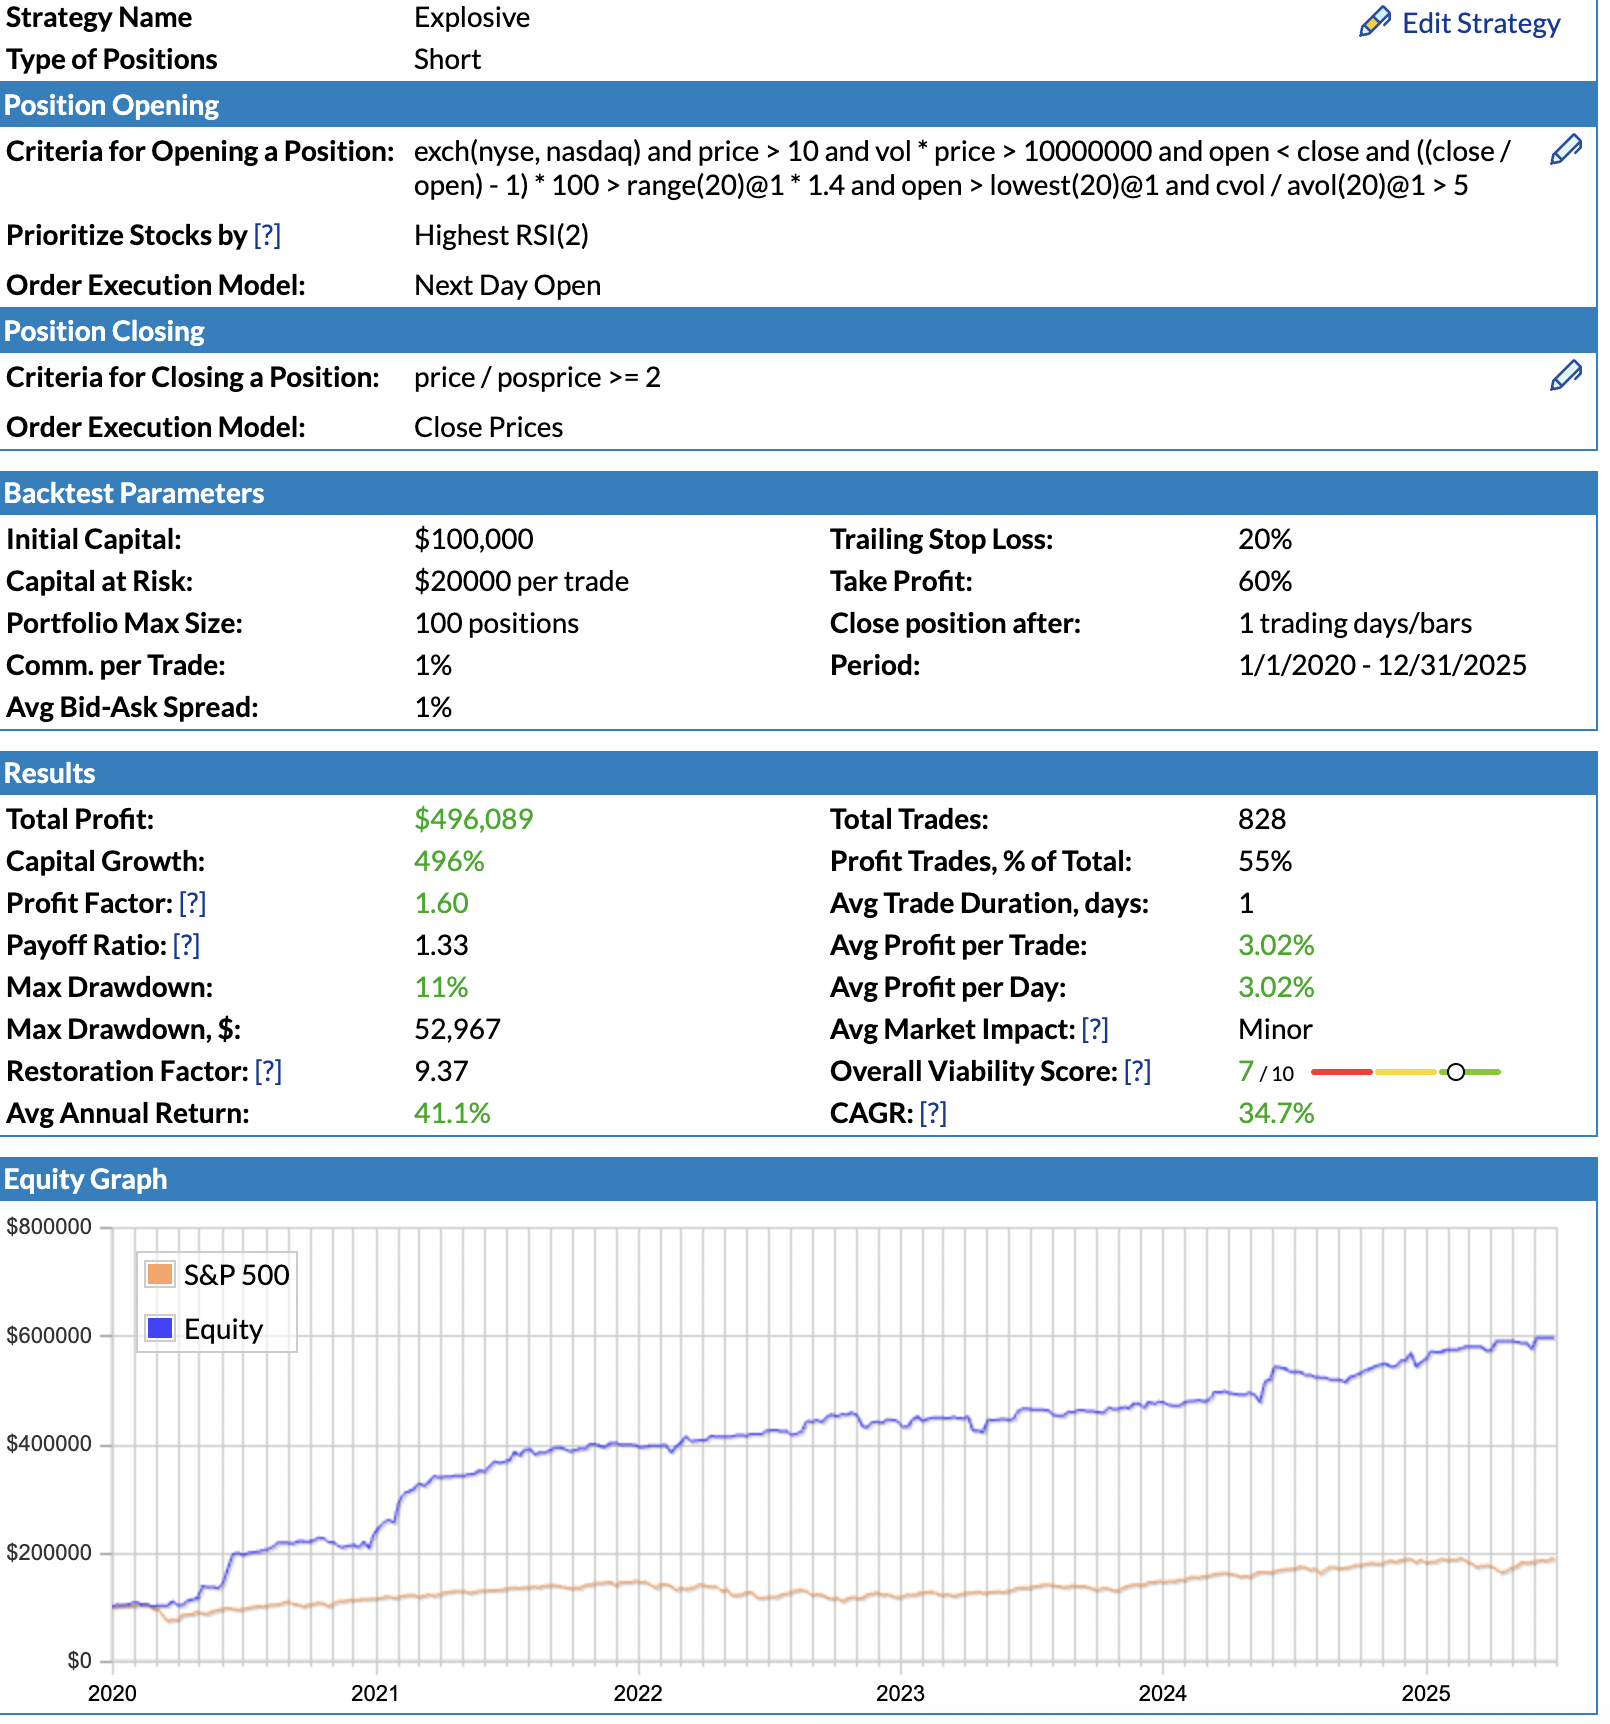 Strategy Name Explosive Edit Strategy
Type of Positions Short
Position Opening
Criteria for Opening a Position: exch(nyse, nasdaq) and price > 10 and vol * price > 10000000 and open < close and ((close /
open) - 1) * 100 > range(20)@1 * 1.4 and open > lowest(20)@1 and cvol / avol(20)@1 > 5
Prioritize Stocks by [?] Highest RSI(2)
Order Execution Model: Next Day Open
Position Closing
Criteria for Closing a Position: price / posprice >= 2
Order Execution Model: Close Prices
Backtest Parameters
Initial Capital: $100,000 Trailing Stop Loss: 20%
Capital at Risk: $20000 per trade Take Profit: 60%
Portfolio Max Size: 100 positions Close position after: 1 trading days/bars
Comm. per Trade: 1% Period: 1/1/2020 - 12/31/2025
Avg Bid-Ask Spread: 1%
Results
Total Profit: $496,089 Total Trades: 828
Capital Growth: 496% Profit Trades, % of Total: 55%
Profit Factor: [?] 1.60 Avg Trade Duration, days: 1
Payoff Ratio: [?] 1.33 Avg Profit per Trade: 3.02%
Max Drawdown: 11% Avg Profit per Day: 3.02%
Max Drawdown, $: 52,967 Avg Market Impact: [?] Minor
Restoration Factor: [?] 9.37 Overall Viability Score: [?] 7 / 10
Avg Annual Return: 41.1% CAGR: [?] 34.7%
Equity Graph
$800000
S&P 500
Equity
$600000
$400000
$200000
$0
2020 2021 2022 2023 2024 2025